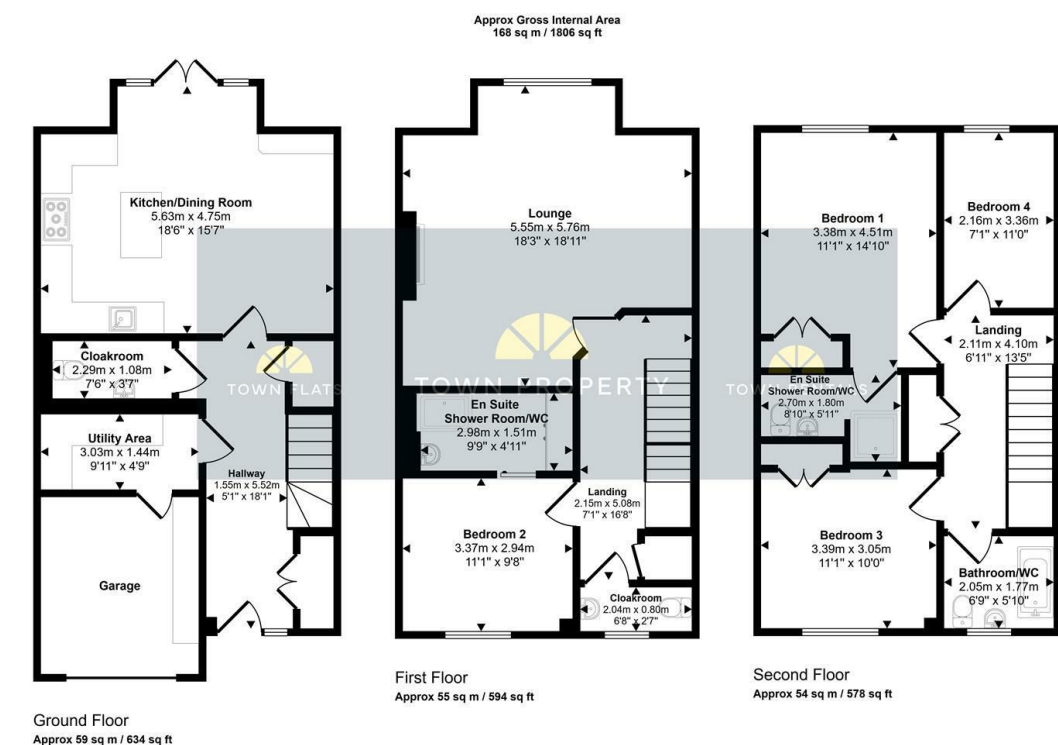 Approx Gross Internal Area
168 sq m / 1806 sq ft
Kitchen/Dining Room
5.63m x 4.75m
18'6" x 15'7"
Cloakroom
2.29m x 1.08m
7'6" x 3'7"
Utility Area
3.03m x 1.44m
9'11" x 4'9"
Hallway
1.55m x 5.52m
5'1" x 18'1"
Garage
TOWN FLATS
Ground Floor
Approx 59 sq m / 634 sq ft
Lounge
5.55m x 5.76m
18'3" x 18'11"
TOWN PROPERTY
En Suite
Shower Room/WC
2.98m x 1.51m
9'9" x 4'11"
Landing
2.15m x 5.08m
7'1" x 16'8"
Bedroom 2
3.37m x 2.94m
11'1" x 9'8"
Cloakroom
2.04m x 0.80m
6'8" x 2'7"
First Floor
Approx 55 sq m / 594 sq ft
Bedroom 1
3.38m x 4.51m
11'1" x 14'10"
Bedroom 4
2.16m x 3.36m
7'1" x 11'0"
Landing
2.11m x 4.10m
6'11" x 13'5"
En Suite
Shower Room/WC
2.70m x 1.80m
8'10" x 5'11"
Bedroom 3
3.39m x 3.05m
11'1" x 10'0"
Bathroom/WC
2.05m x 1.77m
6'9" x 5'10"
Second Floor
Approx 54 sq m / 578 sq ft